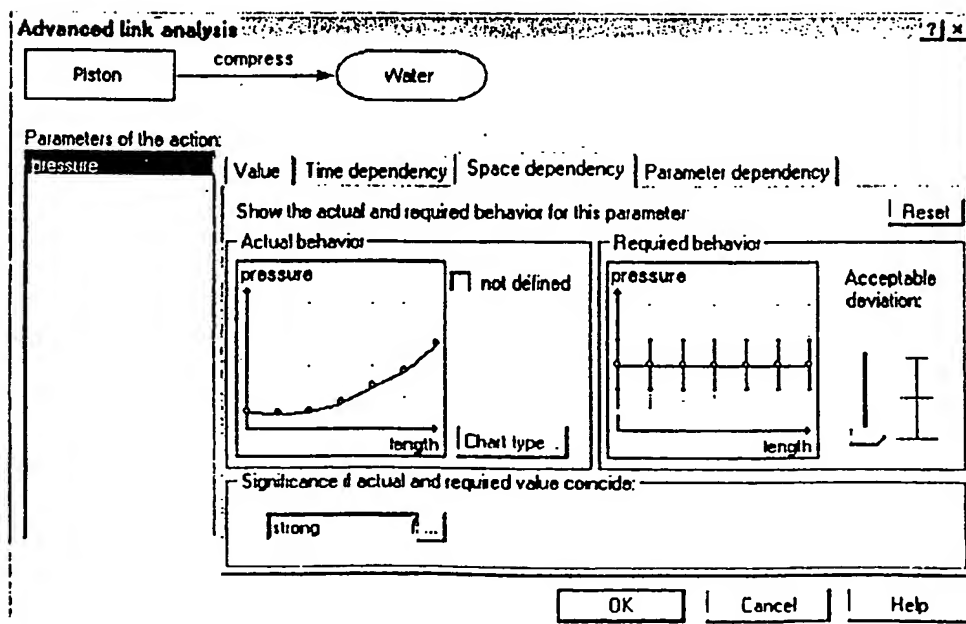 Advanced link analysis ? ×
Piston
compress
Water
Parameters of the action:
pressure
Value
Time dependency
Space dependency
Parameter dependency
Show the actual and required behavior for this parameter
Reset
Actual behavior
pressure
length
not defined
Chart type
Required behavior
pressure
length
Acceptable
deviation:
Significance if actual and required value coincide:
strong
...
OK
Cancel
Help